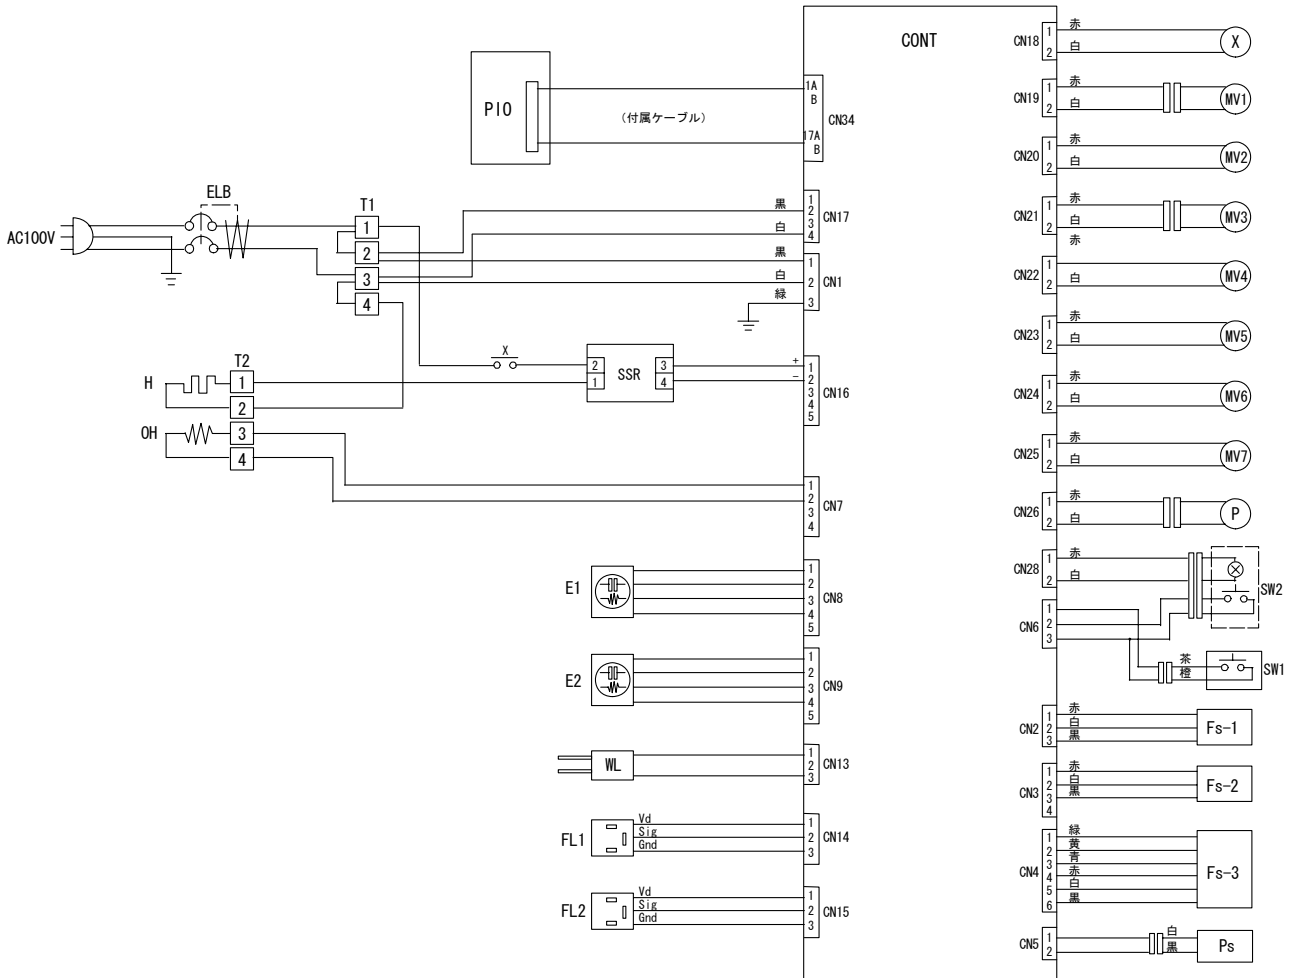 CONT
PIO
1A
B
(付属ケーブル)
17A
B
CN34
ELB
AC100V
T1
1
2
3
4
黒
白
1
2
3
4
CN17
黒
白
緑
1
2
3
CN1
X
2
1
SSR
3
4
+
−
1
2
3
4
5
CN16
T2
H
1
2
OH
3
4
1
2
3
4
CN7
E1
1
2
3
4
5
CN8
E2
1
2
3
4
5
CN9
WL
1
2
3
CN13
FL1
Vd
Sig
Gnd
1
2
3
CN14
FL2
Vd
Sig
Gnd
1
2
3
CN15
CN18
1
2
赤
白
X
CN19
1
2
赤
白
MV1
CN20
1
2
赤
白
MV2
CN21
1
2
赤
白
MV3
赤
CN22
1
2
白
MV4
CN23
1
2
赤
白
MV5
CN24
1
2
赤
白
MV6
CN25
1
2
赤
白
MV7
CN26
1
2
赤
白
P
CN28
1
2
赤
白
SW2
CN6
1
2
3
茶
橙
SW1
CN2
1
2
3
赤
白
黒
Fs-1
CN3
1
2
3
4
赤
白
黒
Fs-2
CN4
1
2
3
4
5
6
緑
黄
青
赤
白
黒
Fs-3
CN5
1
2
白
黒
Ps